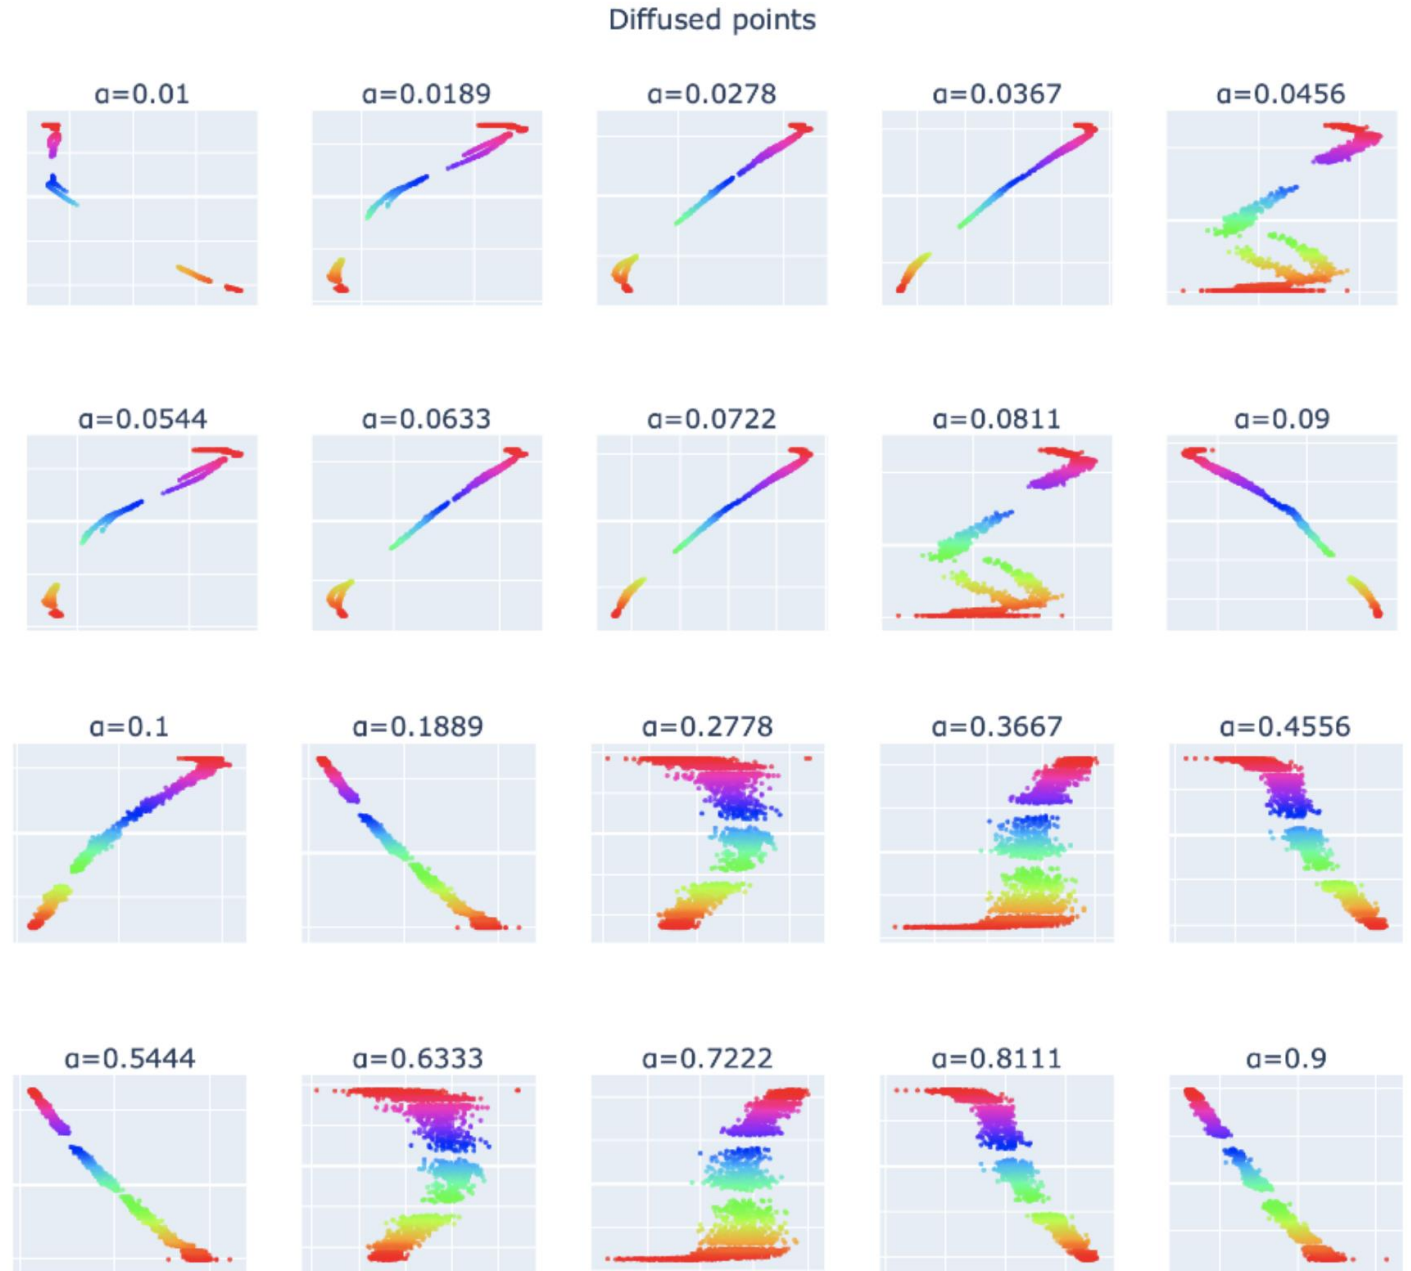 Diffused points
α=0.01
α=0.0189
α=0.0278
α=0.0367
α=0.0456
α=0.0544
α=0.0633
α=0.0722
α=0.0811
α=0.09
α=0.1
α=0.1889
α=0.2778
α=0.3667
α=0.4556
α=0.5444
α=0.6333
α=0.7222
α=0.8111
α=0.9